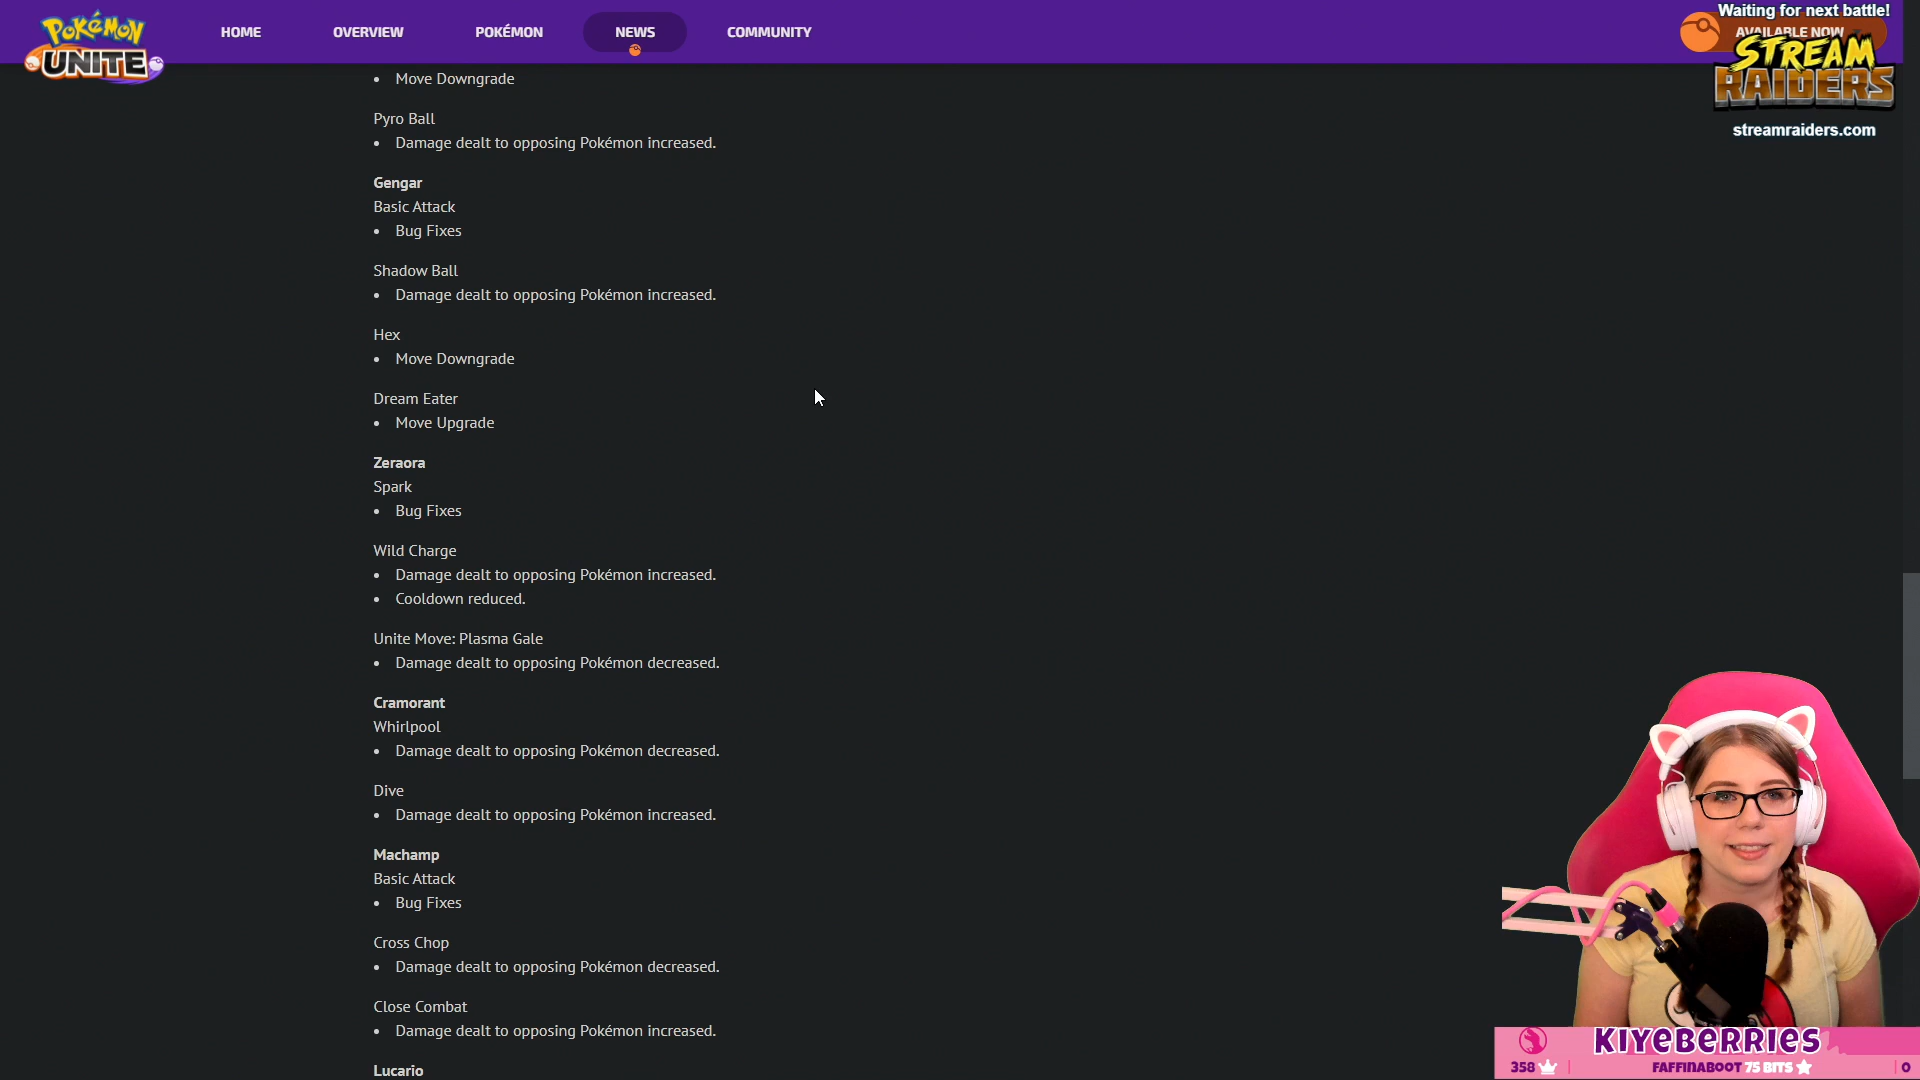 Pokémon
UNITE
HOME
OVERVIEW
POKÉMON
NEWS
COMMUNITY
Waiting for next battle!
AVAILABLE NOW
STREAM
RAIDERS
streamraiders.com
• Move Downgrade
Pyro Ball
• Damage dealt to opposing Pokémon increased.
Gengar
Basic Attack
• Bug Fixes
Shadow Ball
• Damage dealt to opposing Pokémon increased.
Hex
• Move Downgrade
Dream Eater
• Move Upgrade
Zeraora
Spark
• Bug Fixes
Wild Charge
• Damage dealt to opposing Pokémon increased.
• Cooldown reduced.
Unite Move: Plasma Gale
• Damage dealt to opposing Pokémon decreased.
Cramorant
Whirlpool
• Damage dealt to opposing Pokémon decreased.
Dive
• Damage dealt to opposing Pokémon increased.
Machamp
Basic Attack
• Bug Fixes
Cross Chop
• Damage dealt to opposing Pokémon decreased.
Close Combat
• Damage dealt to opposing Pokémon increased.
Lucario
KIYEBERRIES
358
FAFFINABOOT 75 BITS
0